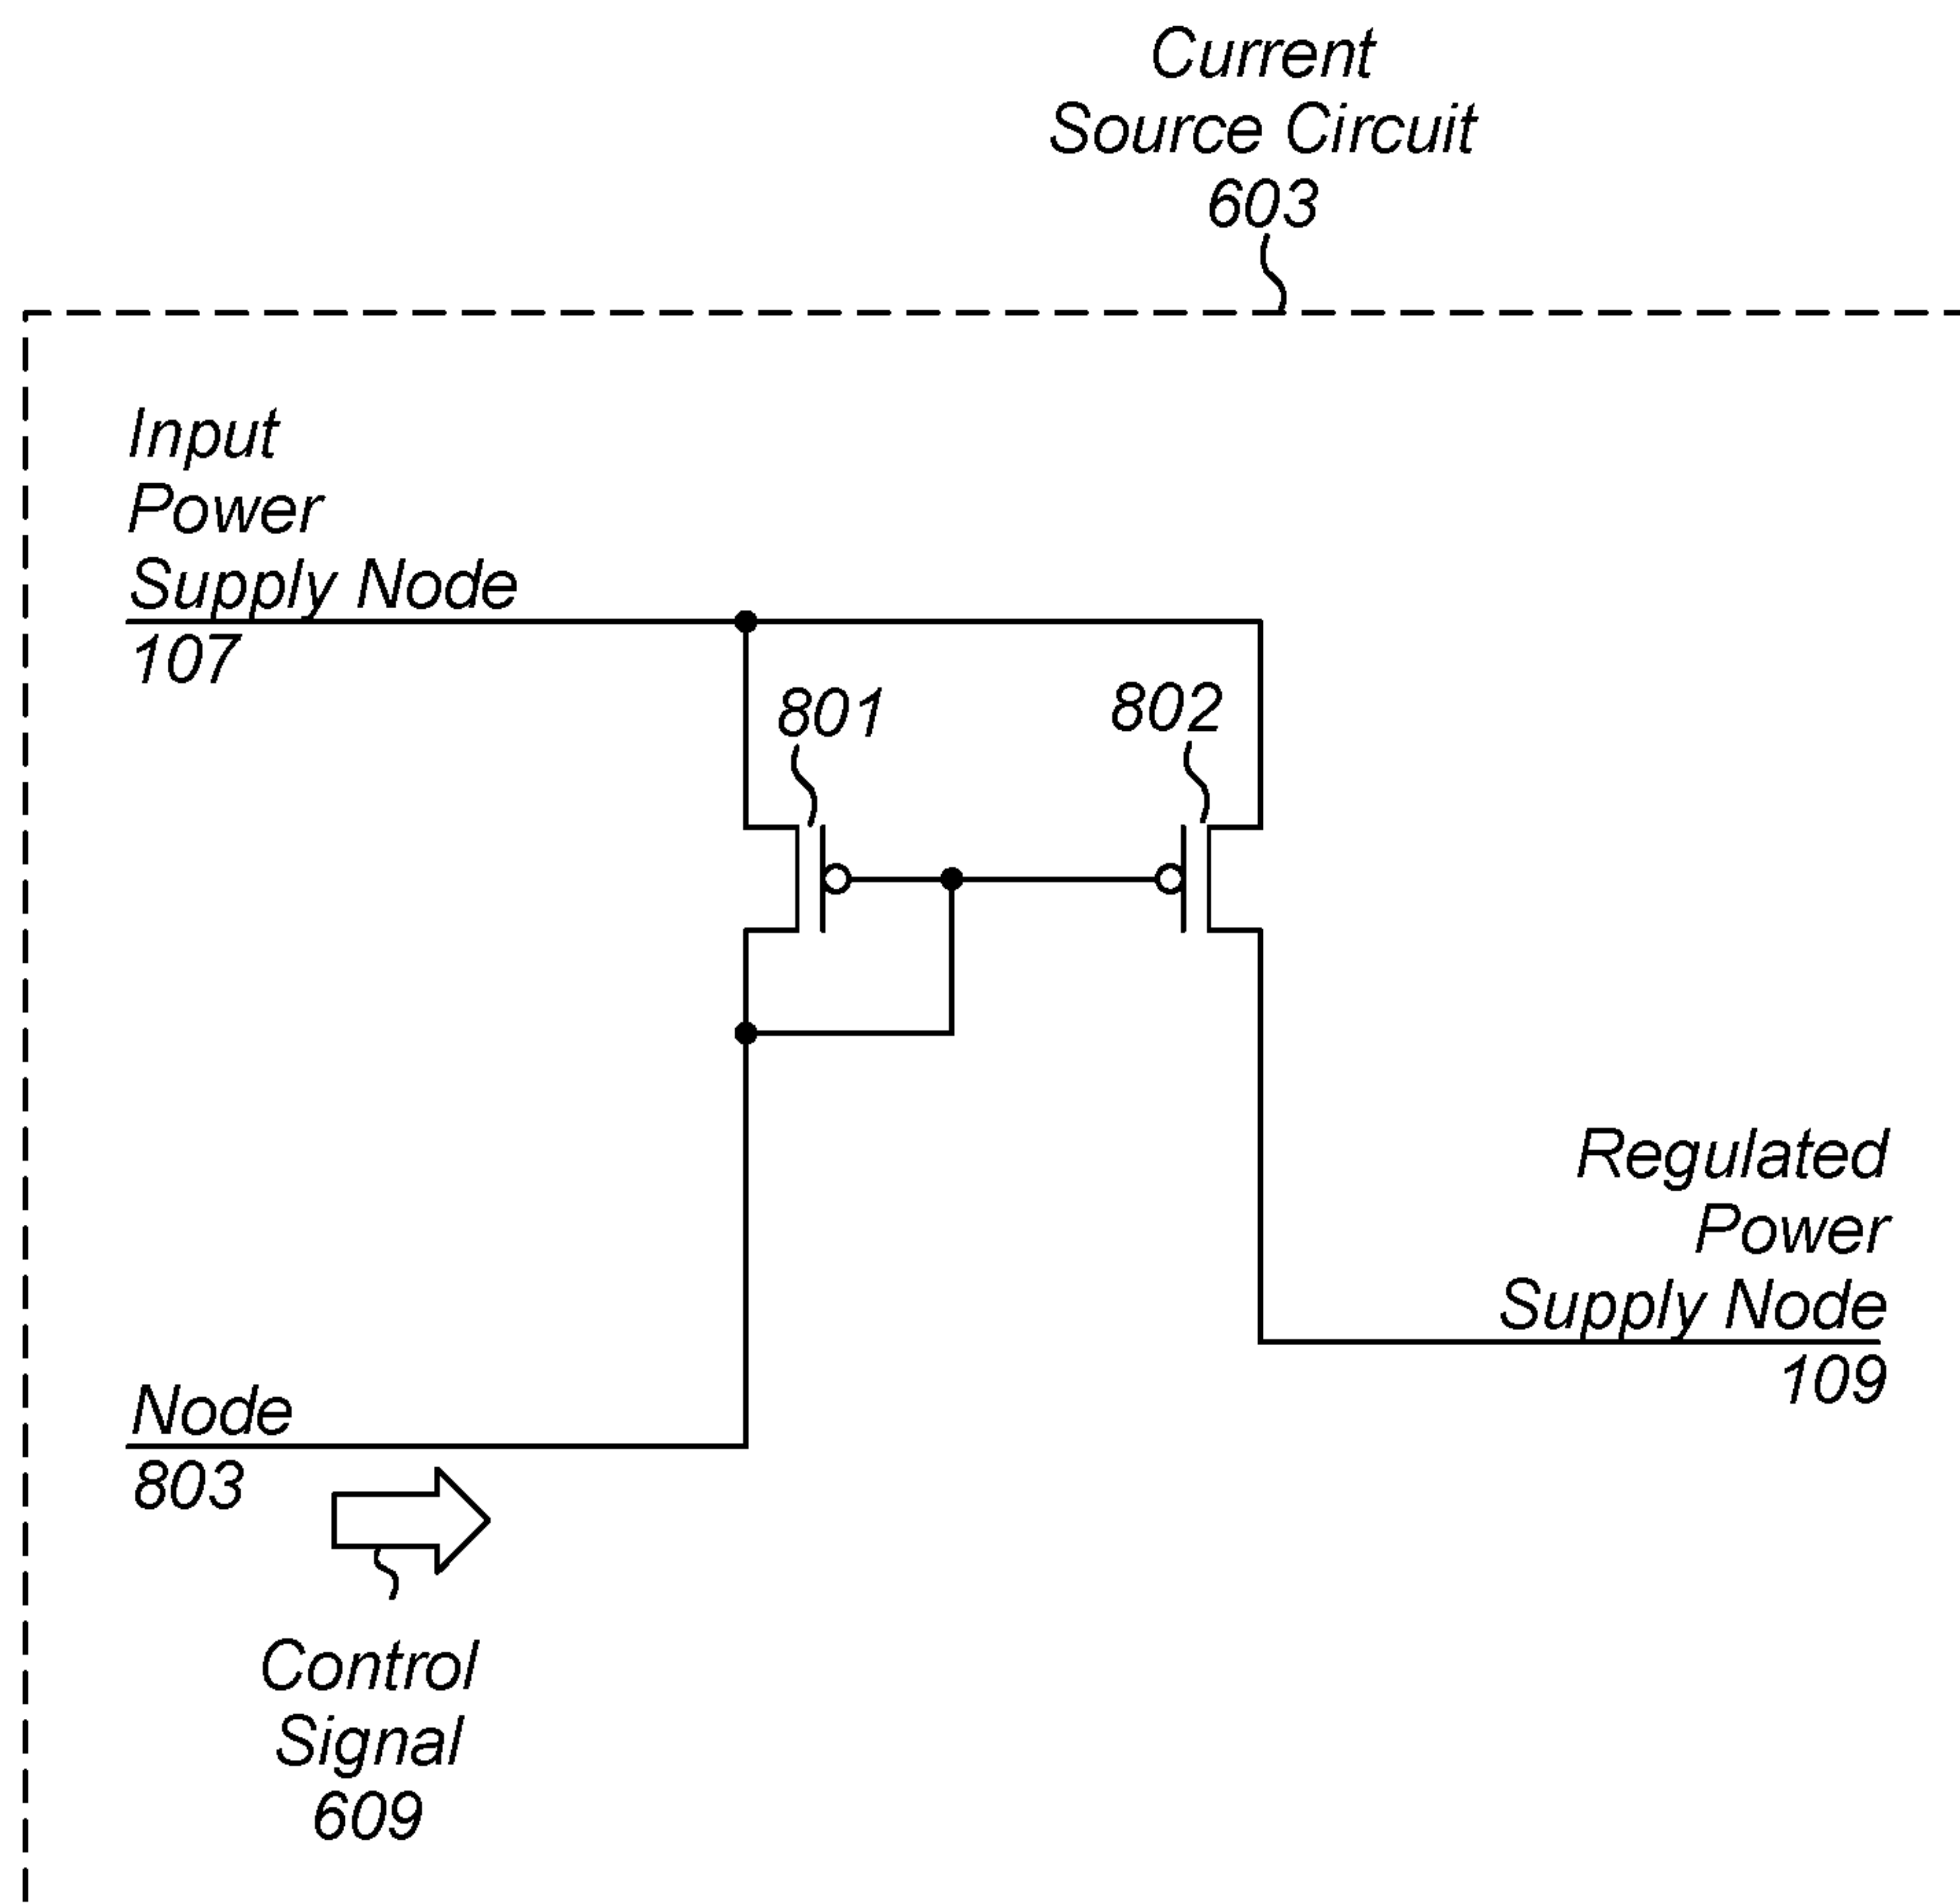 Current
Source Circuit
603
Input
Power
Supply Node
107
801
802
Regulated
Power
Supply Node
109
Node
803
Control
Signal
609